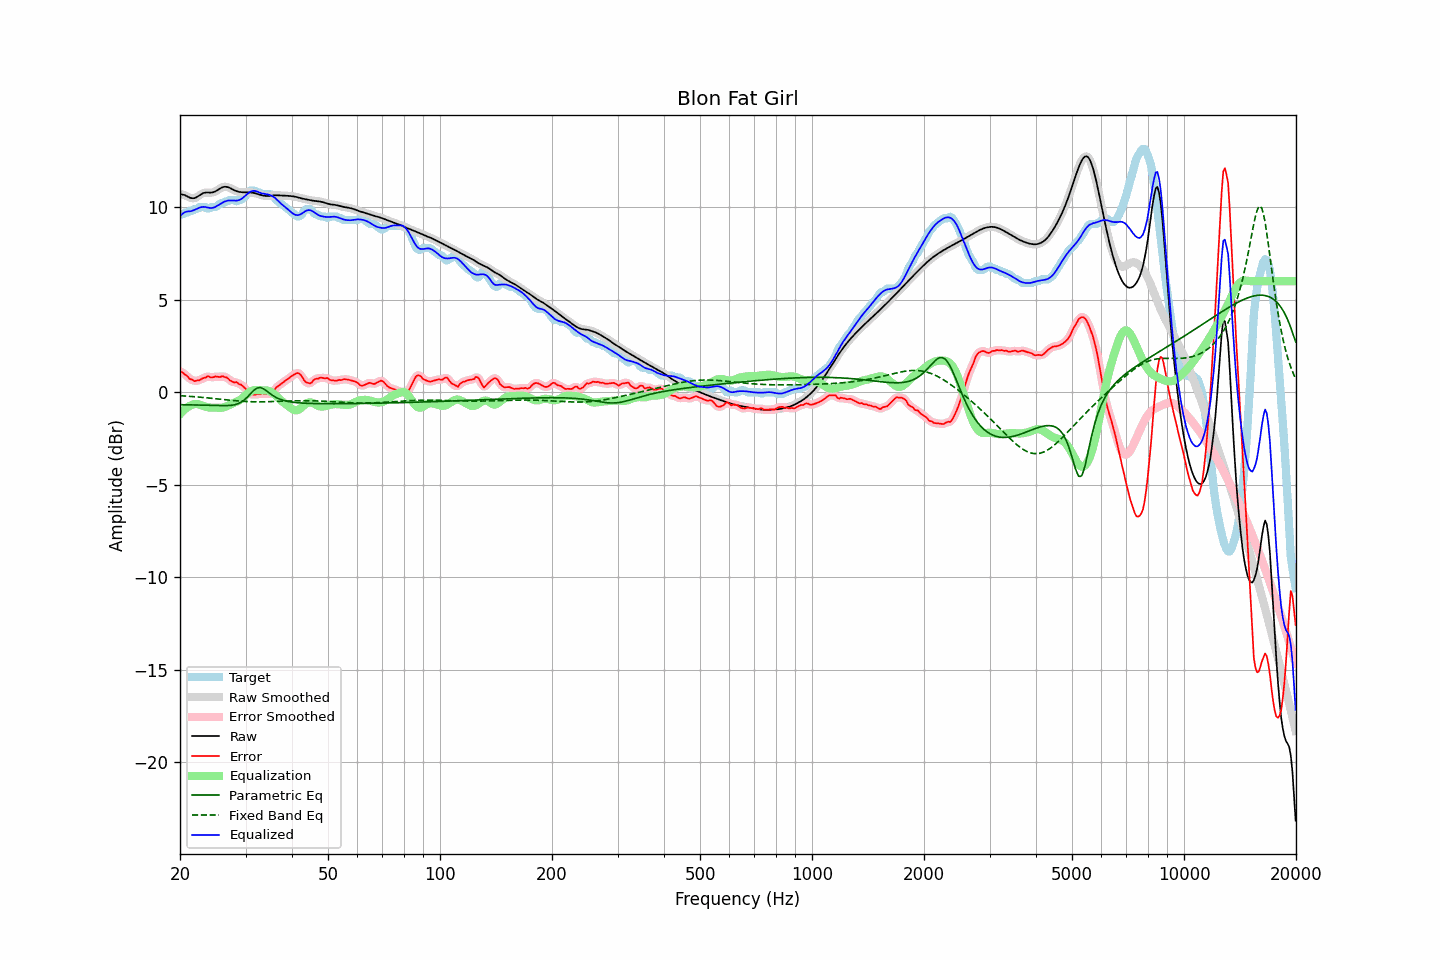 Blon Fat Girl
Amplitude (dBr)
10
5
0
−5
−10
−15
−20
Target
Raw Smoothed
Error Smoothed
Raw
Error
Equalization
Parametric Eq
Fixed Band Eq
Equalized
20 50 100 200 500 1000 2000 5000 10000 20000
Frequency (Hz)